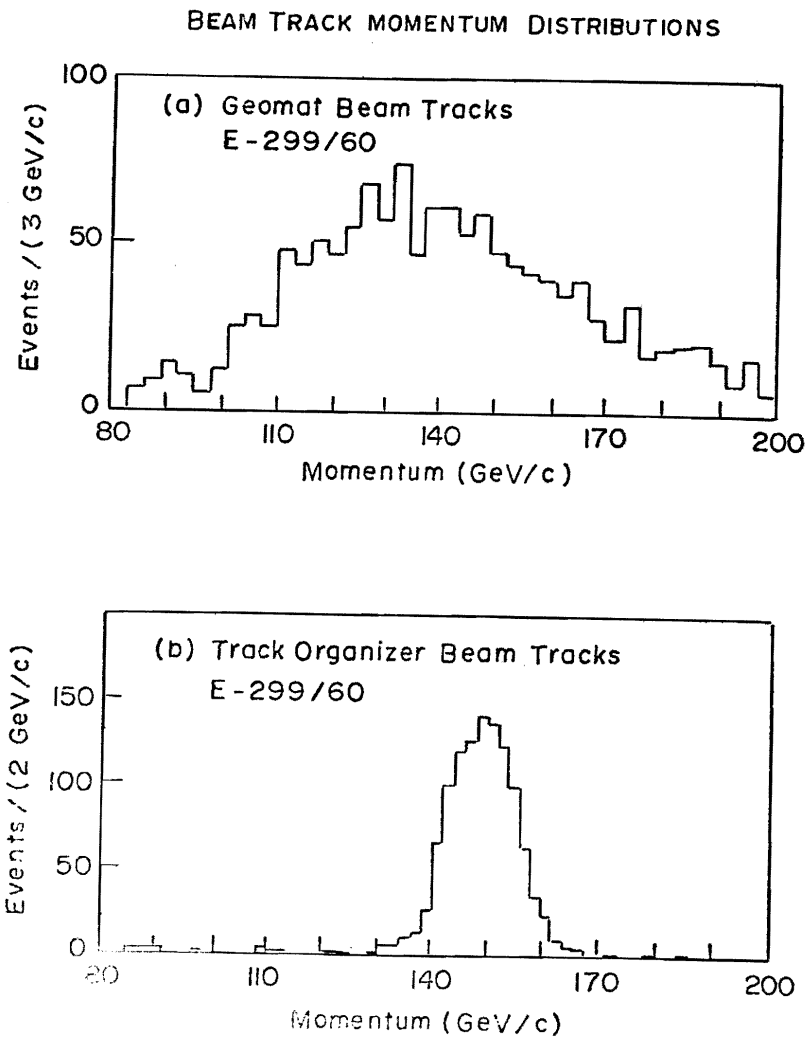 BEAM TRACK MOMENTUM DISTRIBUTIONS
100
(a) Geomat Beam Tracks
E-299/60
50
0
Events/(3 GeV/c)
80 110 140 170 200
Momentum (GeV/c)
(b) Track Organizer Beam Tracks
E-299/60
150
100
50
0
Events/(2 GeV/c)
80 110 140 170 200
Momentum (GeV/c)